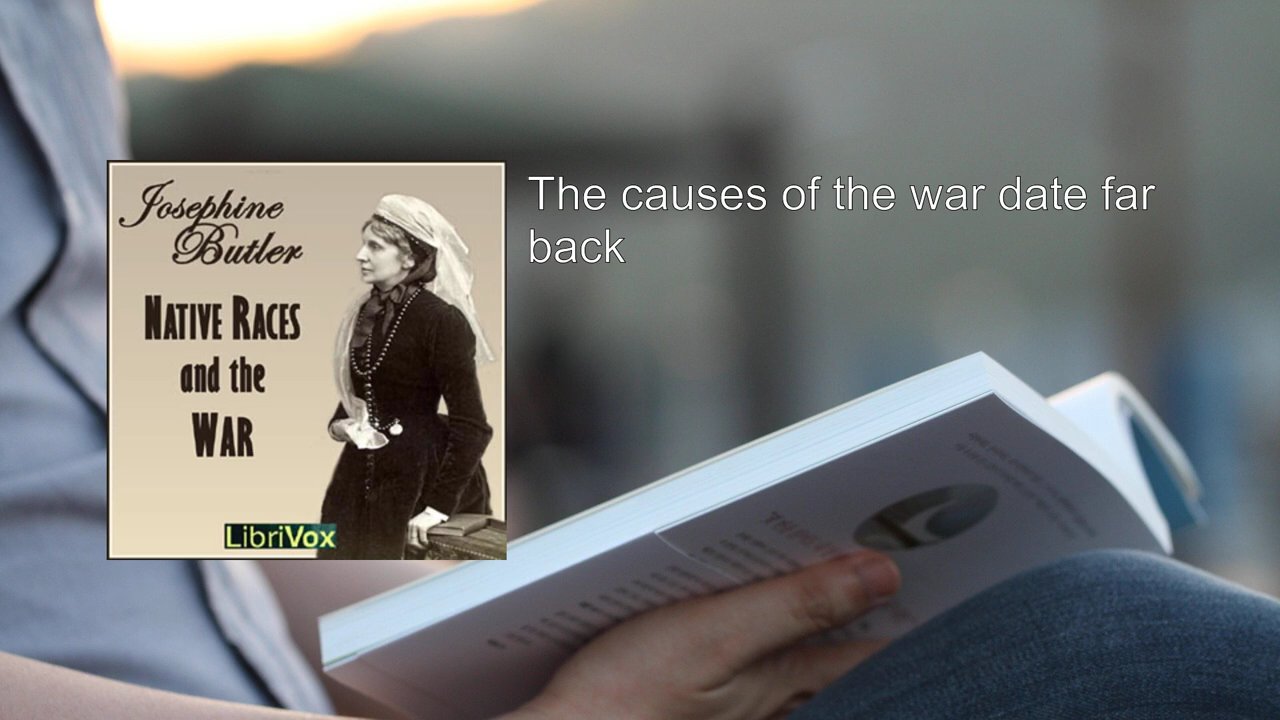 Josephine
Butler
NATIVE RACES
and the
WAR
LibriVox
The causes of the war date far
back